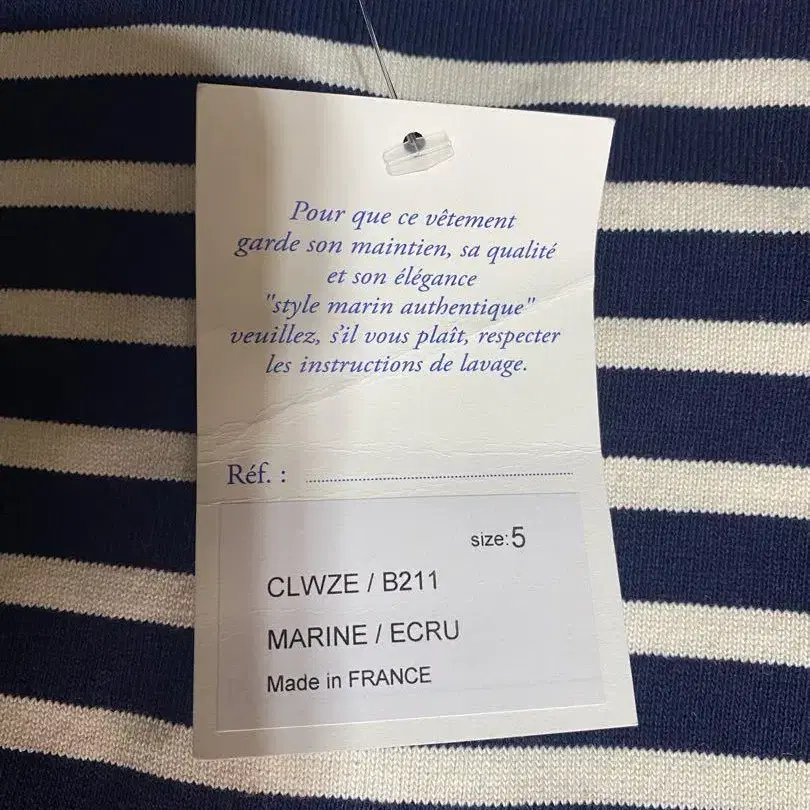 Pour que ce vêtement
garde son maintien, sa qualité
et son élégance
"style marin authentique"
veuillez, s'il vous plaît, respecter
les instructions de lavage.
Réf. : ........................................
size:5
CLWZE / B211
MARINE / ECRU
Made in FRANCE